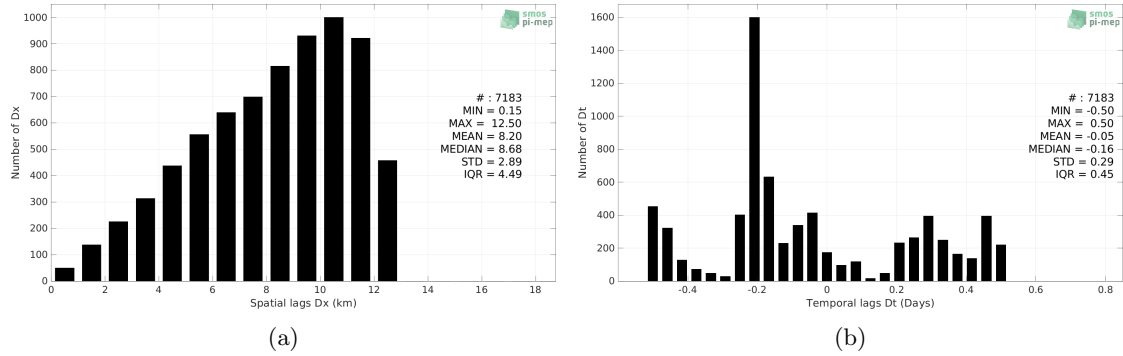 smos
pi-mep
1000
900
800
700
600
500
400
300
200
100
0
Number of Dx
# : 7183
MIN = 0.15
MAX = 12.50
MEAN = 8.20
MEDIAN = 8.68
STD = 2.89
IQR = 4.49
0 2 4 6 8 10 12 14 16 18
Spatial lags Dx (km)
(a)
smos
pi-mep
1600
1400
1200
1000
800
600
400
200
0
Number of Dt
# : 7183
MIN = -0.50
MAX = 0.50
MEAN = -0.05
MEDIAN = -0.16
STD = 0.29
IQR = 0.45
-0.4 -0.2 0 0.2 0.4 0.6 0.8
Temporal lags Dt (Days)
(b)